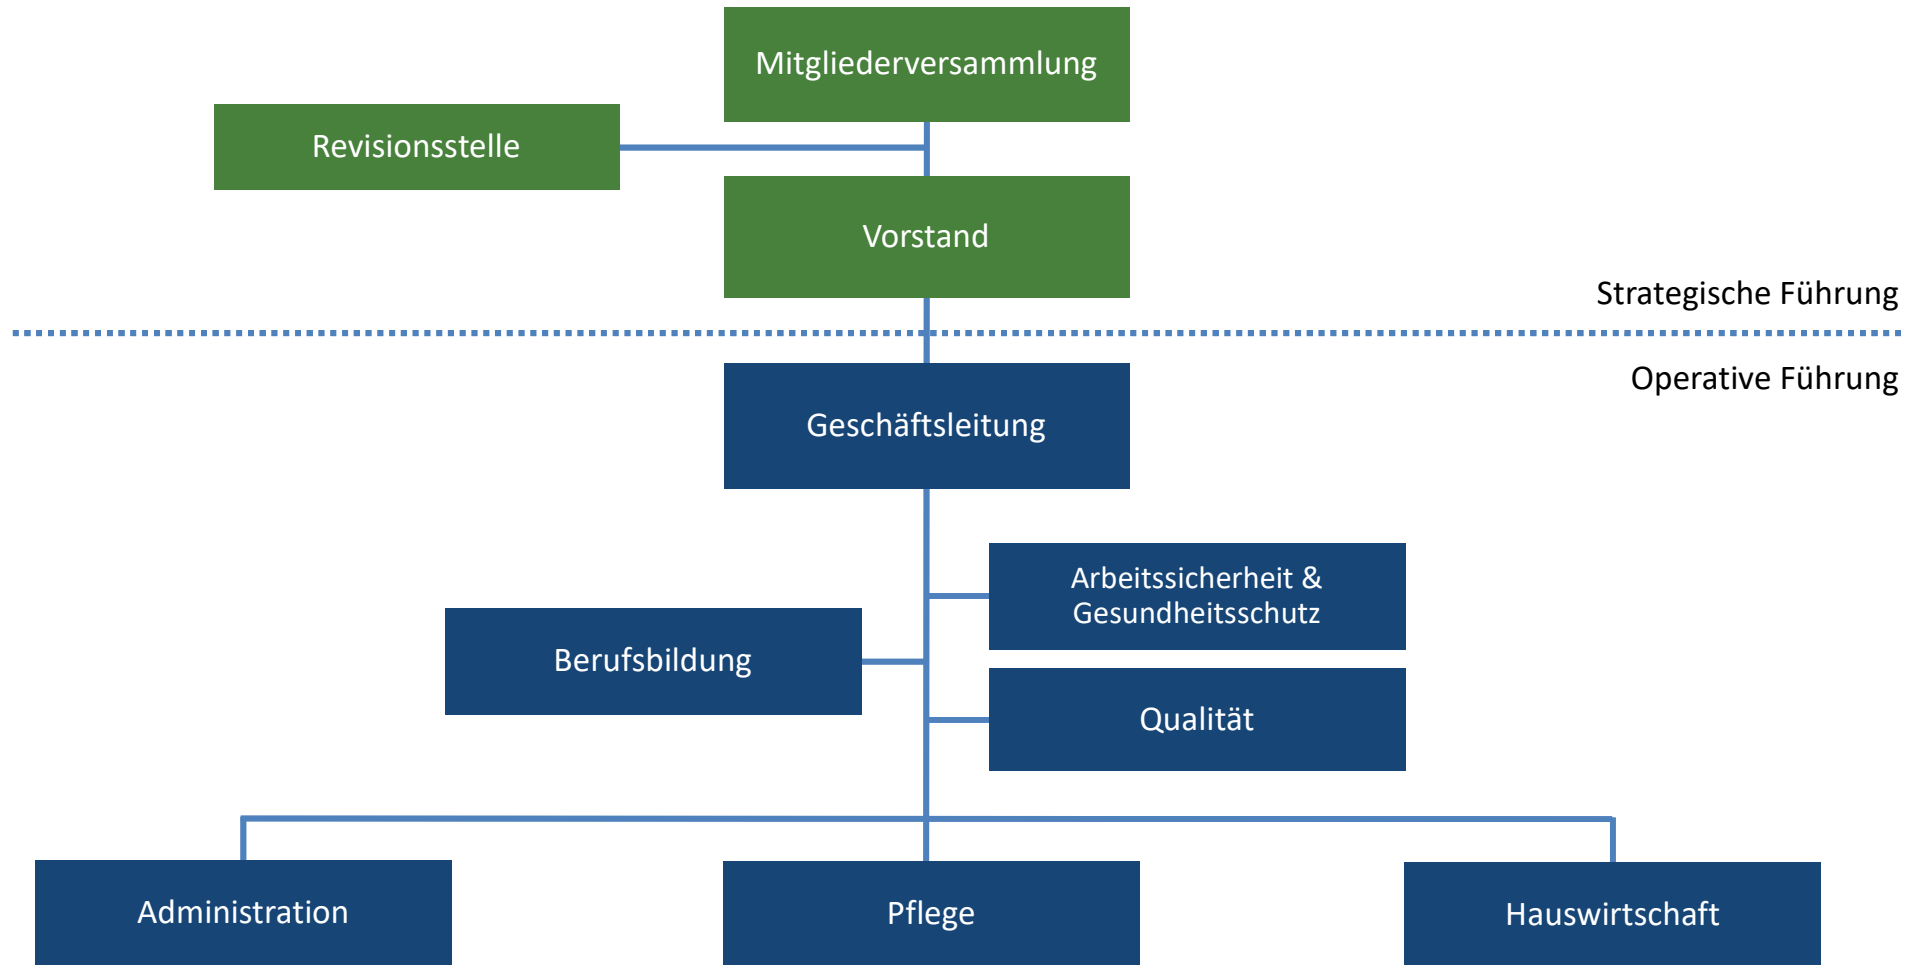 Mitgliederversammlung
Revisionsstelle
Vorstand
Strategische Führung
Operative Führung
Geschäftsleitung
Arbeitssicherheit &
Gesundheitsschutz
Berufsbildung
Qualität
Administration
Pflege
Hauswirtschaft